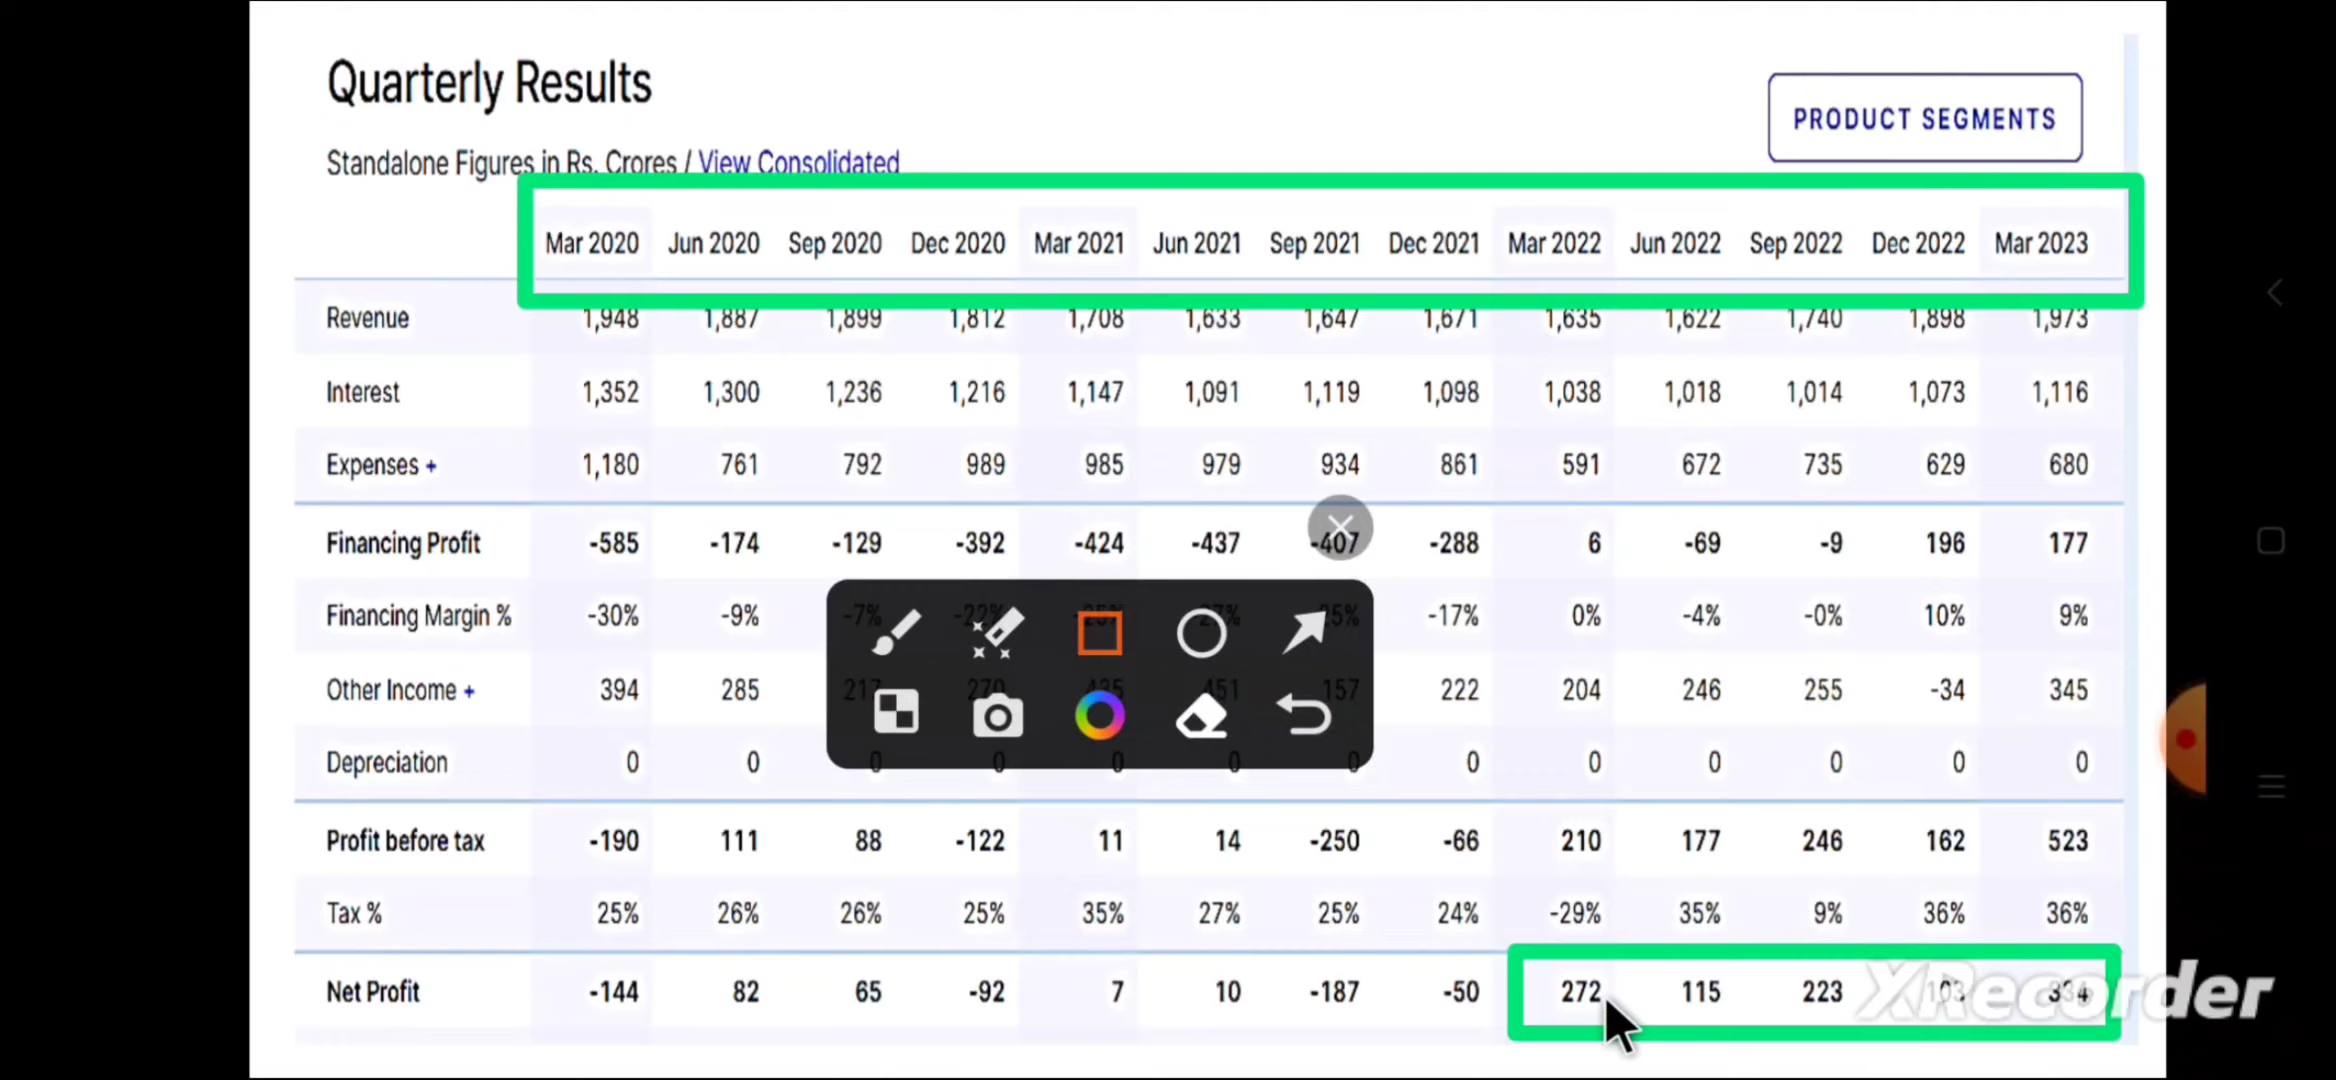 Quarterly Results
PRODUCT SEGMENTS
Standalone Figures in Rs. Crores / View Consolidated
Mar 2020 Jun 2020 Sep 2020 Dec 2020 Mar 2021 Jun 2021 Sep 2021 Dec 2021 Mar 2022 Jun 2022 Sep 2022 Dec 2022 Mar 2023
Revenue 1,948 1,887 1,899 1,812 1,708 1,633 1,647 1,671 1,635 1,622 1,740 1,898 1,973
Interest 1,352 1,300 1,236 1,216 1,147 1,091 1,119 1,098 1,038 1,018 1,014 1,073 1,116
Expenses + 1,180 761 792 989 985 979 934 861 591 672 735 629 680
Financing Profit -585 -174 -129 -392 -424 -437 -407 -288 6 -69 -9 196 177
Financing Margin % -30% -9% -7% -17% 0% -4% -0% 10% 9%
Other Income + 394 285 222 204 246 255 -34 345
Depreciation 0 0 0 0 0 0 0 0 0 0 0 0 0
Profit before tax -190 111 88 -122 11 14 -250 -66 210 177 246 162 523
Tax % 25% 26% 26% 25% 35% 27% 25% 24% -29% 35% 9% 36% 36%
Net Profit -144 82 65 -92 7 10 -187 -50 272 115 223 103 334
XRecorder